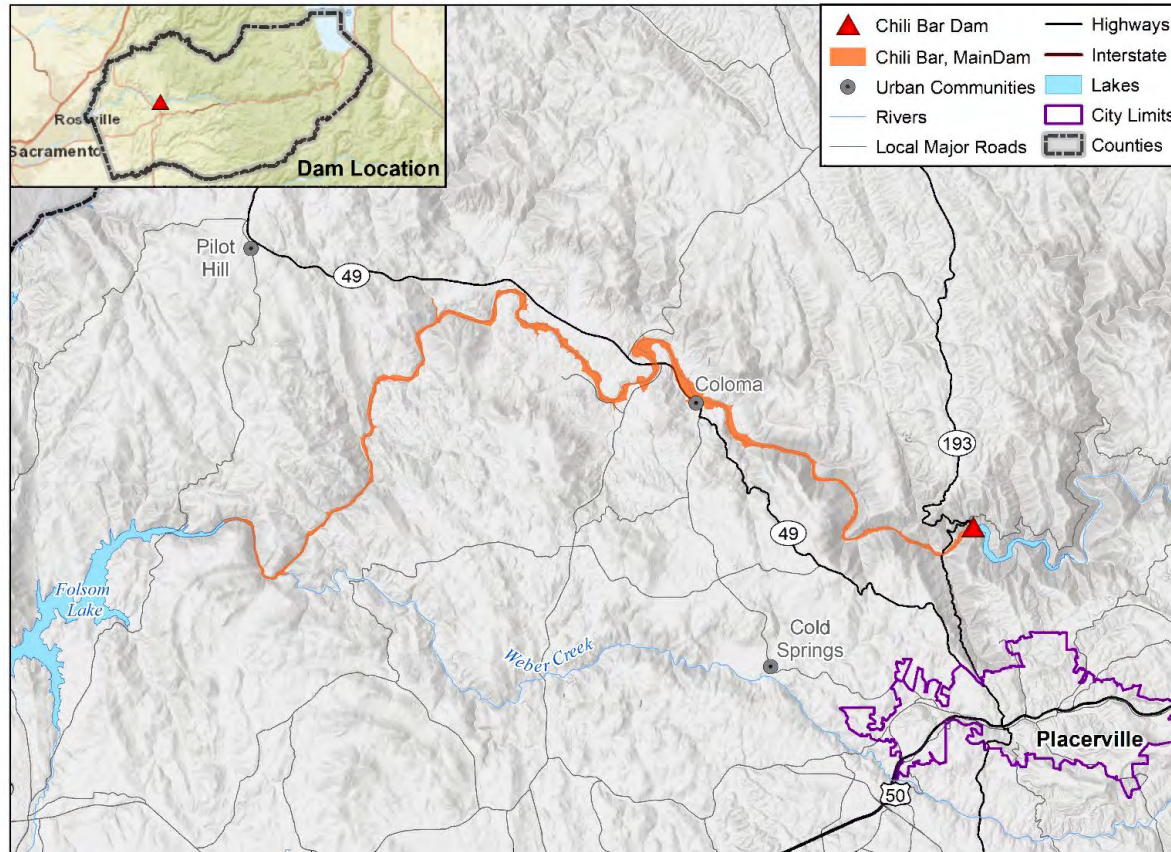 Roseville
Sacramento
Dam Location
Chili Bar Dam
Chili Bar, MainDam
Urban Communities
Rivers
Local Major Roads
Highways
Interstate
Lakes
City Limits
Counties
Pilot
Hill
49
Coloma
193
49
Folsom
Lake
Weber Creek
Cold
Springs
Placerville
50